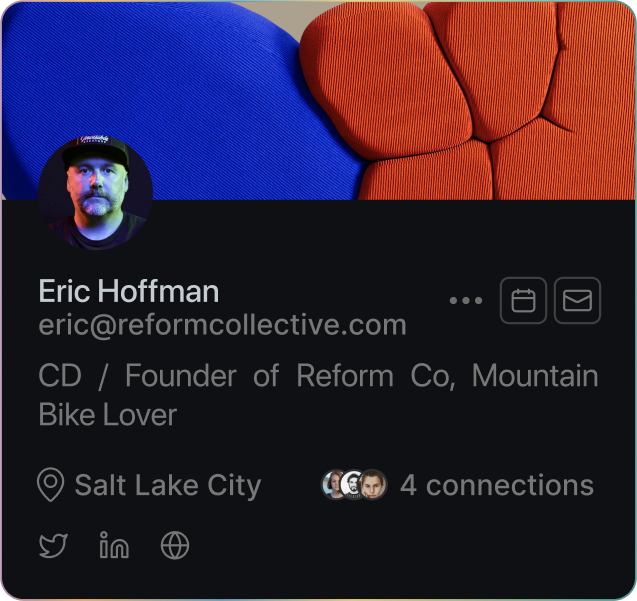 Eric Hoffman
eric@reformcollective.com
CD / Founder of Reform Co, Mountain
Bike Lover
Salt Lake City
4 connections